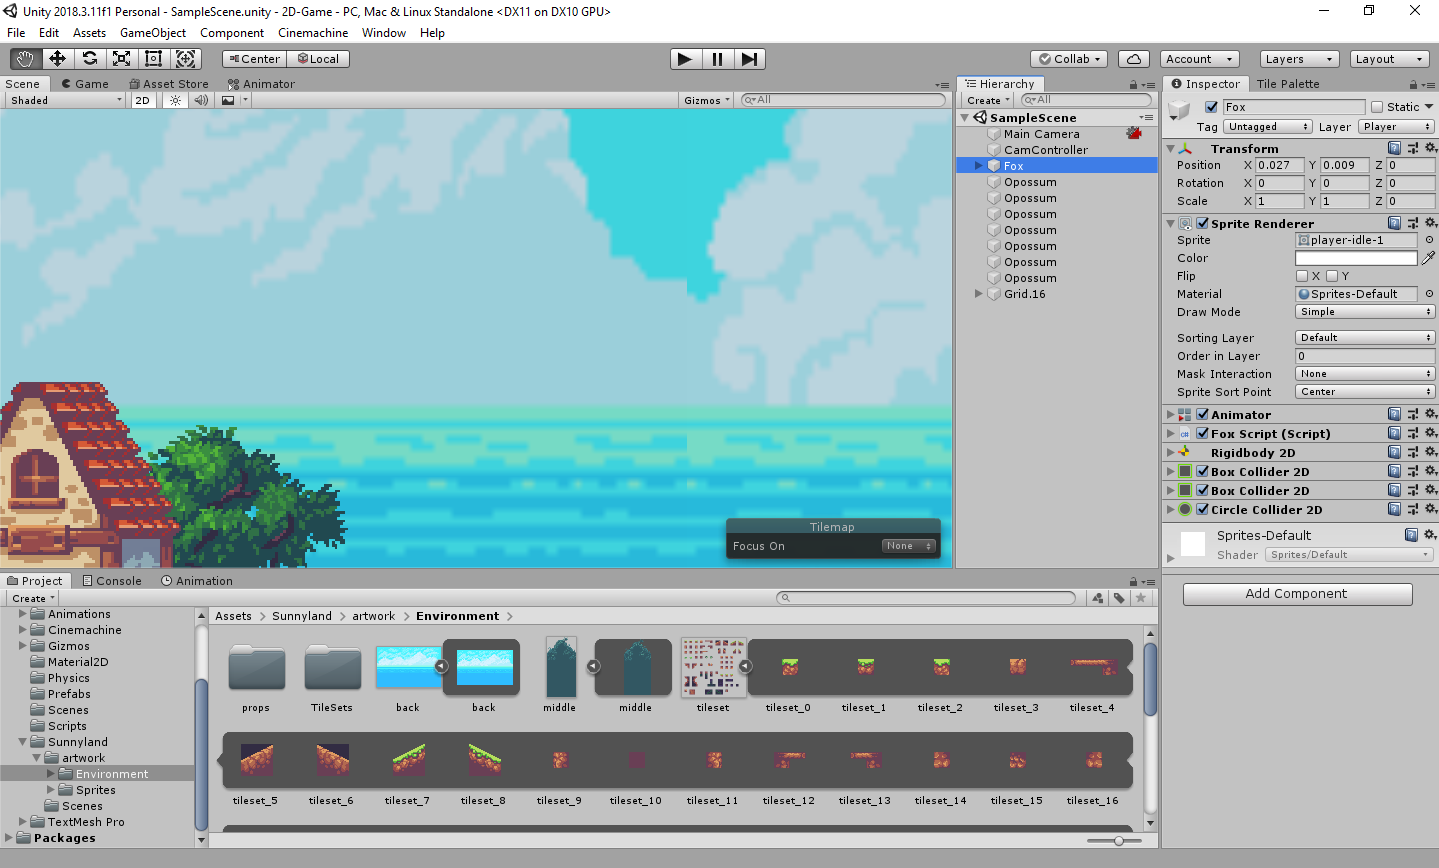 Unity 2018.3.11f1 Personal - SampleScene.unity - 2D-Game - PC, Mac & Linux Standalone <DX11 on DX10 GPU>
File Edit Assets GameObject Component Cinemachine Window Help
Center Local Collab Account Layers Layout
Scene Game Asset Store Animator
Shaded 2D Gizmos All
Tilemap
Focus On None
Hierarchy
Create All
SampleScene
Main Camera
CamController
Fox
Opossum
Opossum
Opossum
Opossum
Opossum
Opossum
Opossum
Grid.16
Inspector Tile Palette
Fox Static
Tag Untagged Layer Player
Transform
Position X 0.027 Y 0.009 Z 0
Rotation X 0 Y 0 Z 0
Scale X 1 Y 1 Z 0
Sprite Renderer
Sprite player-idle-1
Color
Flip X Y
Material Sprites-Default
Draw Mode Simple
Sorting Layer Default
Order in Layer 0
Mask Interaction None
Sprite Sort Point Center
Animator
Fox Script (Script)
Rigidbody 2D
Box Collider 2D
Box Collider 2D
Circle Collider 2D
Sprites-Default
Shader Sprites/Default
Add Component
Project Console Animation
Create
Animations
Cinemachine
Gizmos
Material2D
Physics
Prefabs
Scenes
Scripts
Sunnyland
artwork
Environment
Sprites
Scenes
TextMesh Pro
Packages
Assets > Sunnyland > artwork > Environment >
props TileSets back back middle middle tileset tileset_0 tileset_1 tileset_2 tileset_3 tileset_4
tileset_5 tileset_6 tileset_7 tileset_8 tileset_9 tileset_10 tileset_11 tileset_12 tileset_13 tileset_14 tileset_15 tileset_16